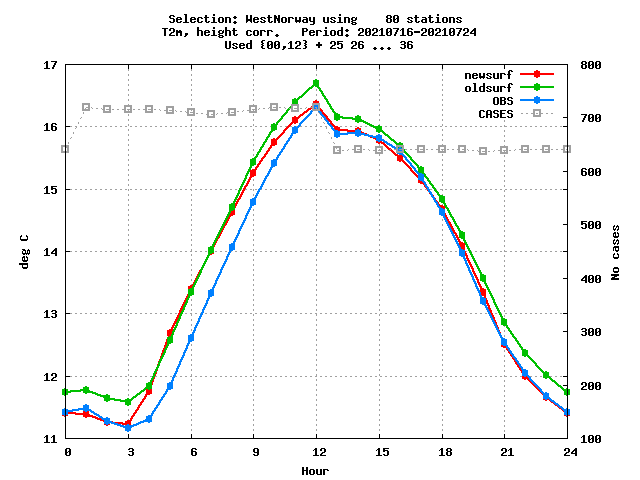 Selection: WestNorway using    80 stations
T2m, height corr.   Period: 20210716-20210724
Used {00,12} + 25 26 ... 36
newsurf
oldsurf
OBS
CASES
deg C
17
16
15
14
13
12
11
800
700
600
500
400
300
200
100
No cases
0 3 6 9 12 15 18 21 24
Hour